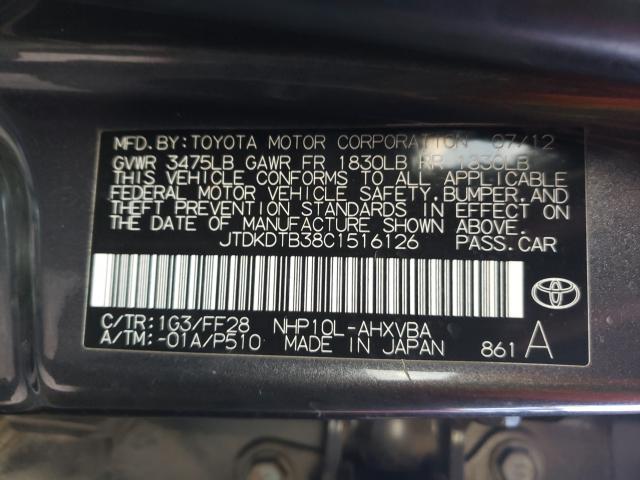 MFD. BY: TOYOTA MOTOR CORPORATION 07/12
GVWR 3475LB GAWR FR 1830LB RR 1830LB
THIS VEHICLE CONFORMS TO ALL APPLICABLE
FEDERAL MOTOR VEHICLE SAFETY, BUMPER, AND
THEFT PREVENTION STANDARDS IN EFFECT ON
THE DATE OF MANUFACTURE SHOWN ABOVE.
JTDKDTB38C1516126 PASS. CAR
C/TR: 1G3/FF28 NHP10L-AHXVBA
A/TM: -01A/P510 MADE IN JAPAN 861 A